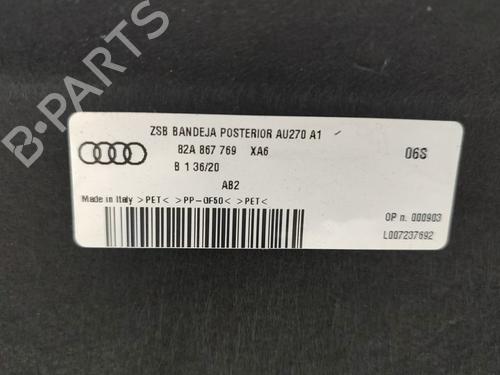 ZSB BANDEJA POSTERIOR AU270 A1
82A 867 769 XA6 06S
B 1 36/20
AB2
Made in Italy >PET< >PP-GF50< >PET<
OP n. 000903
L007237692
B-PARTS